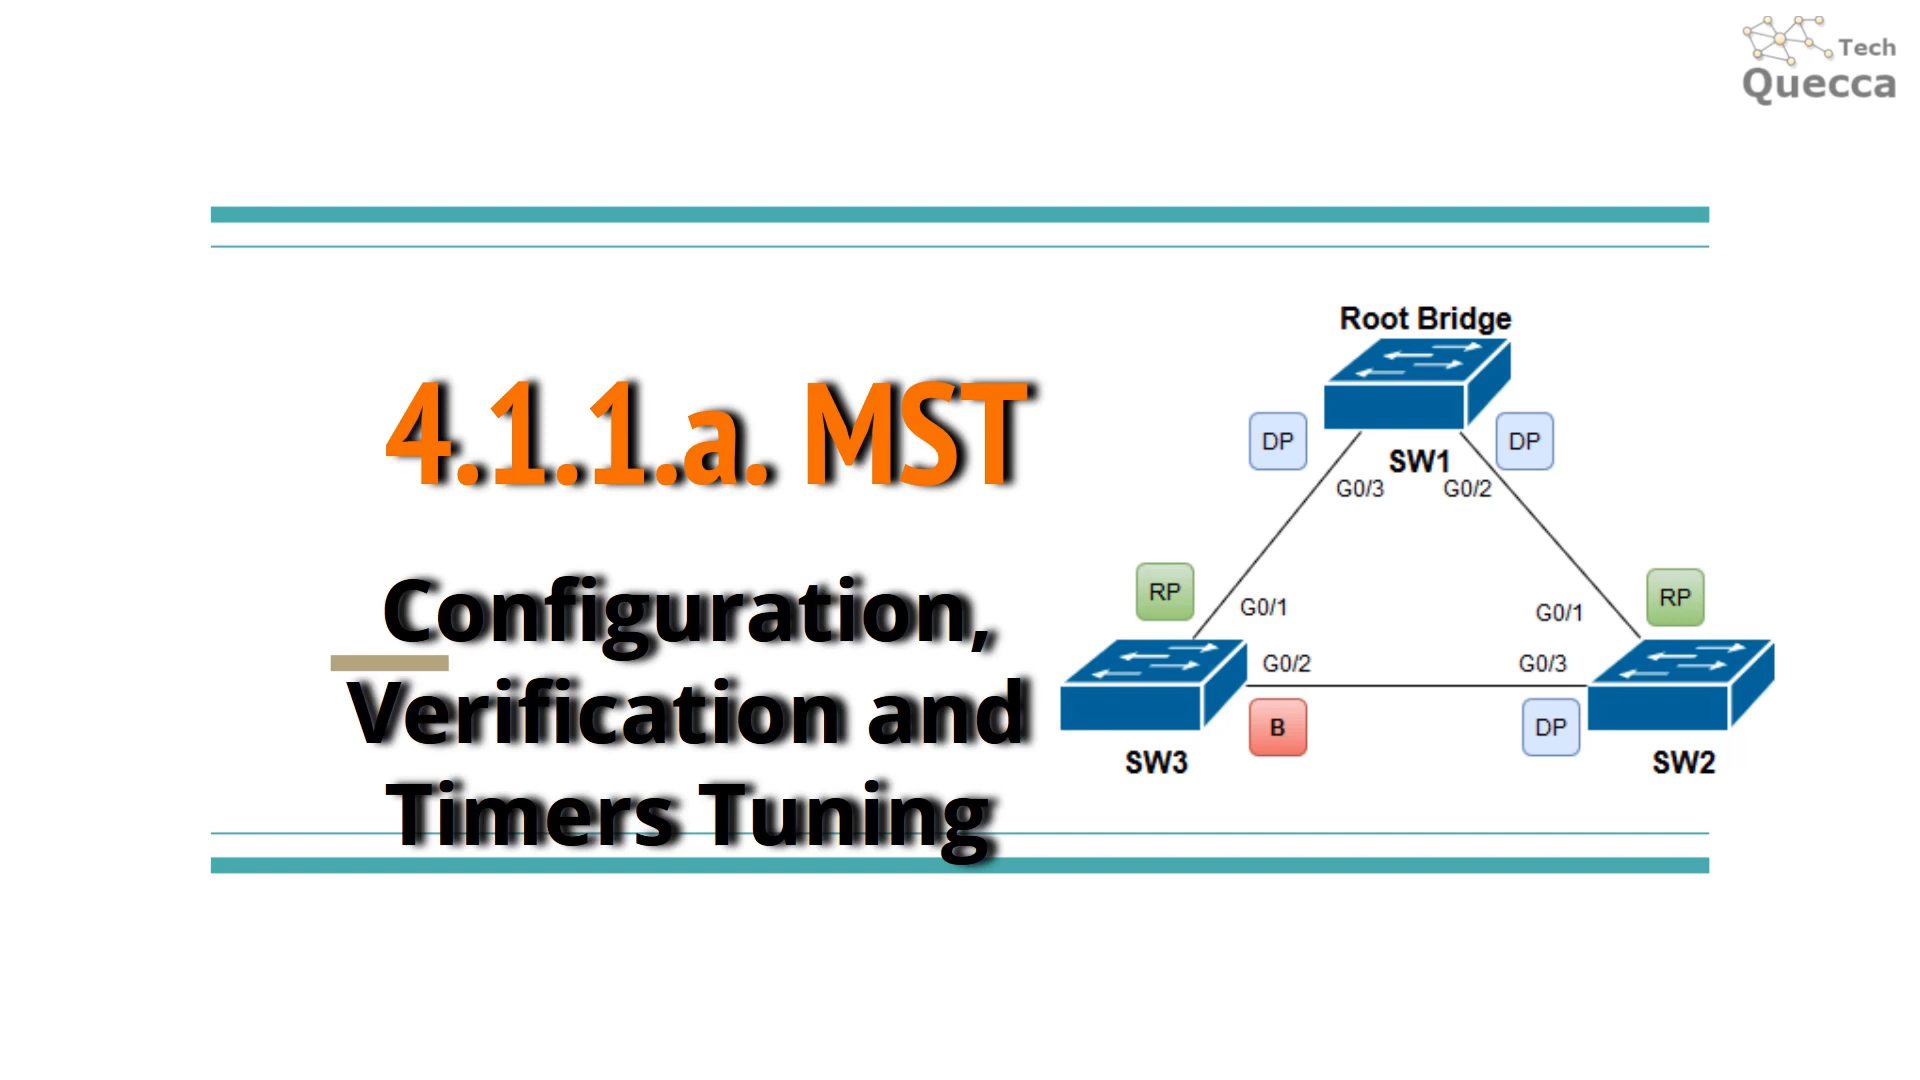 Tech
Quecca
Root Bridge
4.1.1.a. MST
DP
DP
SW1
G0/3
G0/2
Configuration,
Verification and
Timers Tuning
RP
RP
G0/1
G0/1
G0/2
G0/3
B
DP
SW3
SW2